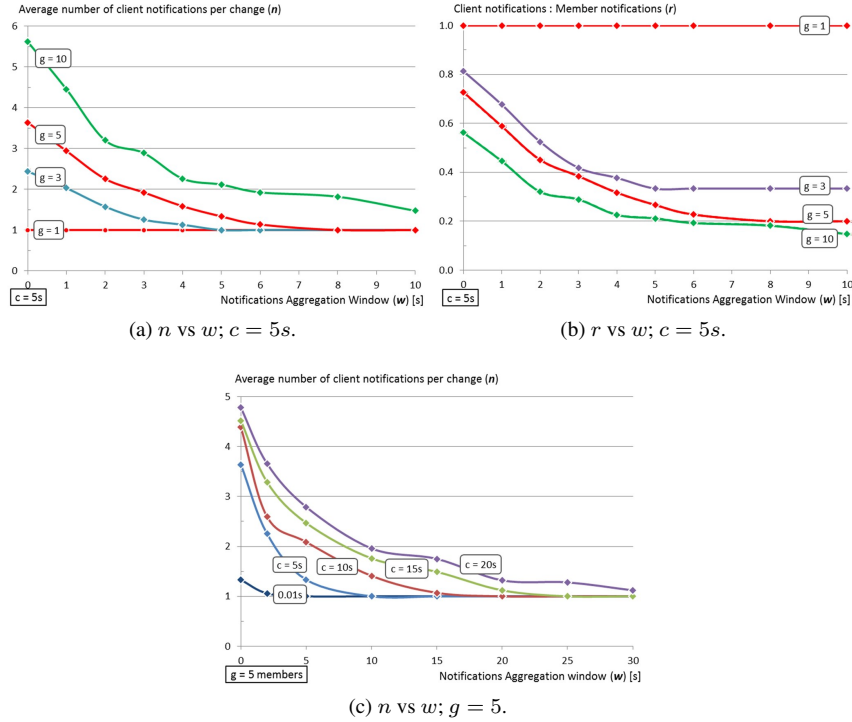 Average number of client notifications per change (n)
6
5
4
3
2
1
0
g = 10
g = 5
g = 3
g = 1
0 1 2 3 4 5 6 7 8 9 10
c = 5s
Notifications Aggregation Window (w) [s]
(a) n vs w; c = 5s.
Client notifications : Member notifications (r)
1.0
0.8
0.6
0.4
0.2
0.0
g = 1
g = 3
g = 5
g = 10
0 1 2 3 4 5 6 7 8 9 10
c = 5s
Notifications Aggregation Window (w) [s]
(b) r vs w; c = 5s.
Average number of client notifications per change (n)
5
4
3
2
1
0
c = 5s
c = 10s
c = 15s
c = 20s
0.01s
0 5 10 15 20 25 30
g = 5 members
Notifications Aggregation window (w) [s]
(c) n vs w; g = 5.